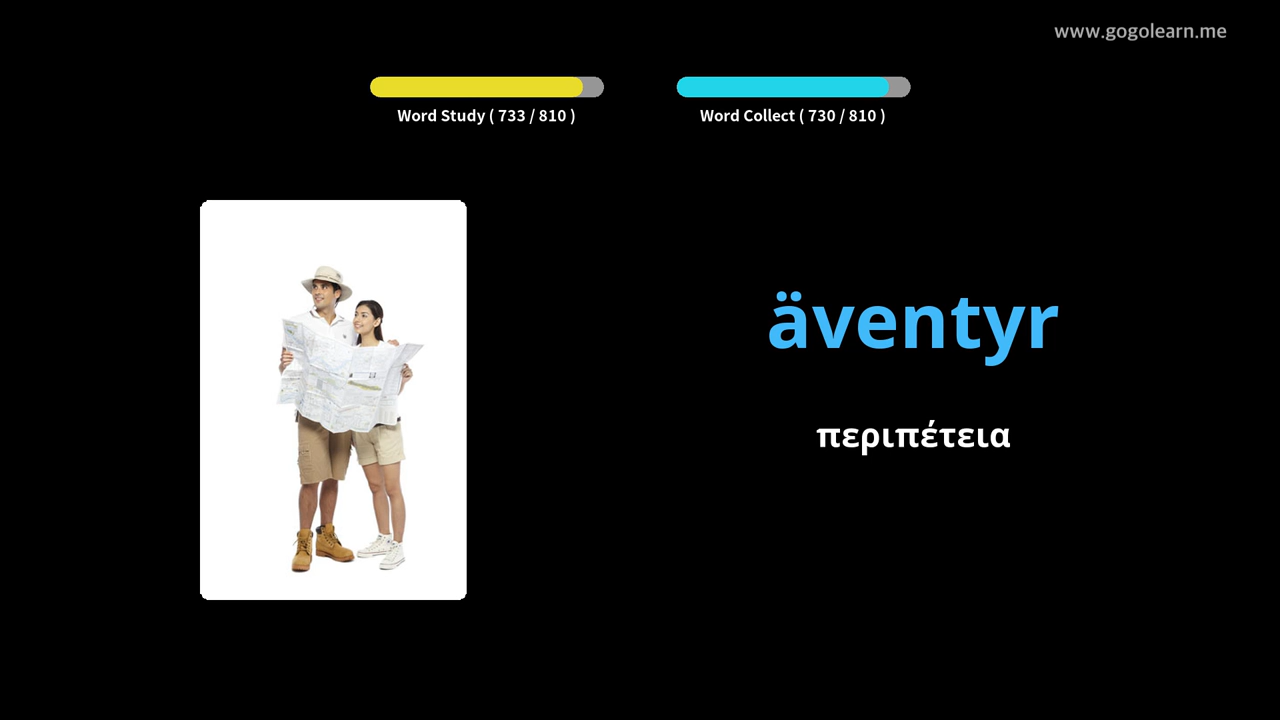 www.gogolearn.me
Word Study ( 733 / 810 )
Word Collect ( 730 / 810 )
äventyr
περιπέτεια